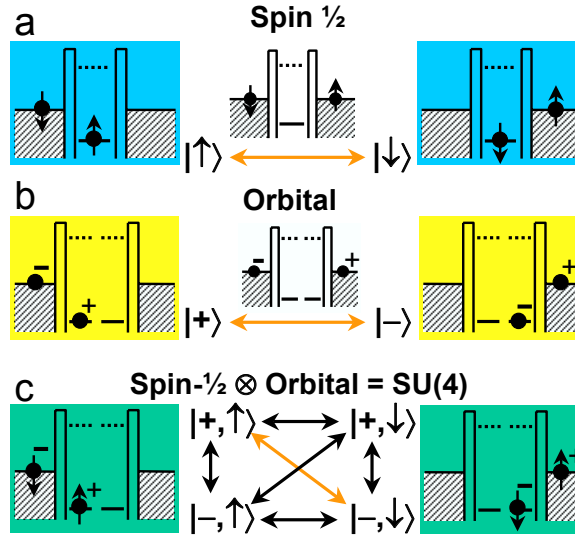 a
Spin ½
|↑⟩
|↓⟩
b
Orbital
-
+
-
+
-
+
|+⟩
|−⟩
c
Spin-½ ⊗ Orbital = SU(4)
|+,↑⟩
|+,↓⟩
-
+
-
|−,↑⟩
|−,↓⟩